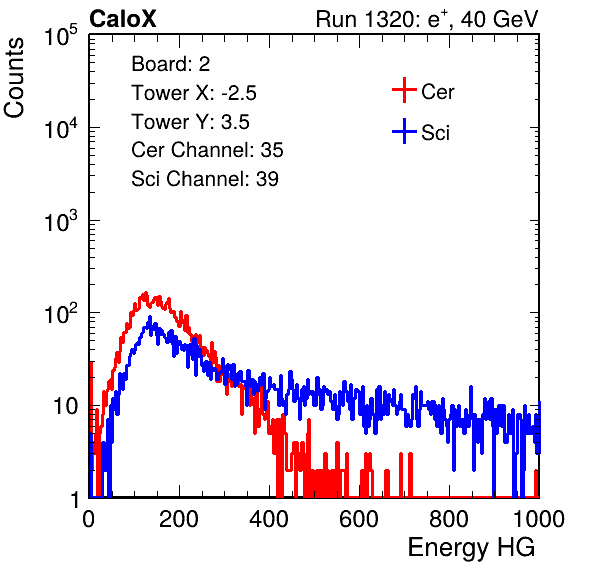 CaloX Run 1320: e⁺, 40 GeV
Counts
Board: 2
Tower X: -2.5
Tower Y: 3.5
Cer Channel: 35
Sci Channel: 39
Cer
Sci
10⁵
10⁴
10³
10²
10
1
0 200 400 600 800 1000
Energy HG